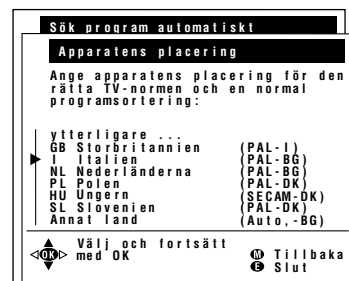 Sök program automatiskt
Apparatens placering
Ange apparatens placering för den
rätta TV-normen och en normal
programsortering:
ytterligare ...
GB Storbritannien (PAL-I)
I Italien (PAL-BG)
NL Nederländerna (PAL-BG)
PL Polen (PAL-DK)
HU Ungern (SECAM-DK)
SL Slovenien (PAL-DK)
Annat land (Auto,-BG)
OK Välj och fortsätt
med OK
M Tillbaka
E Slut